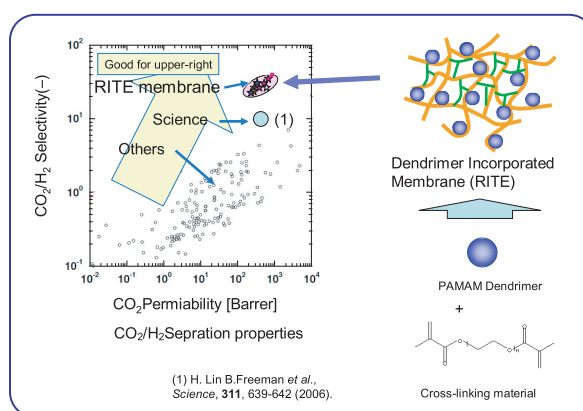 10²
Good for upper-right
RITE membrane
10¹
Science
(1)
Others
10⁰
10⁻¹
10⁻² 10⁻¹ 10⁰ 10¹ 10² 10³ 10⁴
CO₂/H₂ Selectivity(−)
CO₂Permiability [Barrer]
CO₂/H₂Sepration properties
(1) H. Lin B.Freeman et al.,
Science, 311, 639-642 (2006).
Dendrimer Incorporated
Membrane (RITE)
PAMAM Dendrimer
+
O
O
O
n
O
Cross-linking material